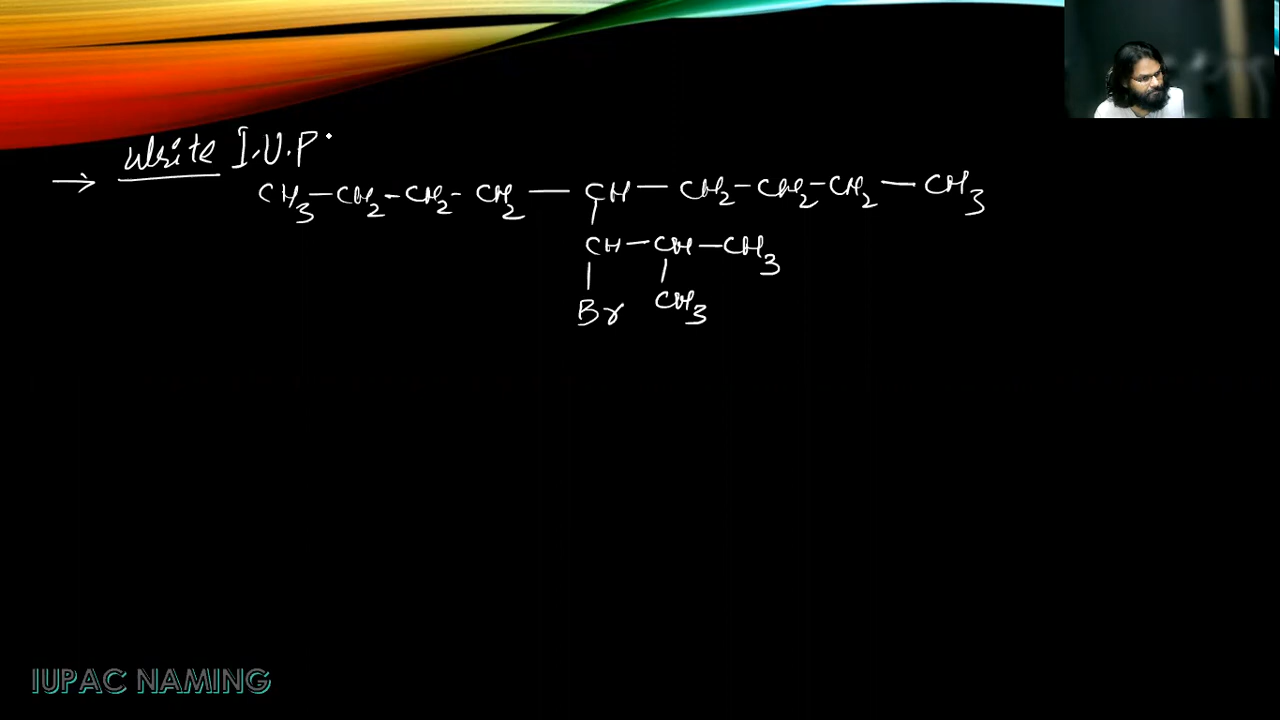 → Write I.U.P.
CH3-CH2-CH2-CH2-CH-CH2-CH2-CH2-CH3
CH-CH-CH3
Br CH3
IUPAC NAMING